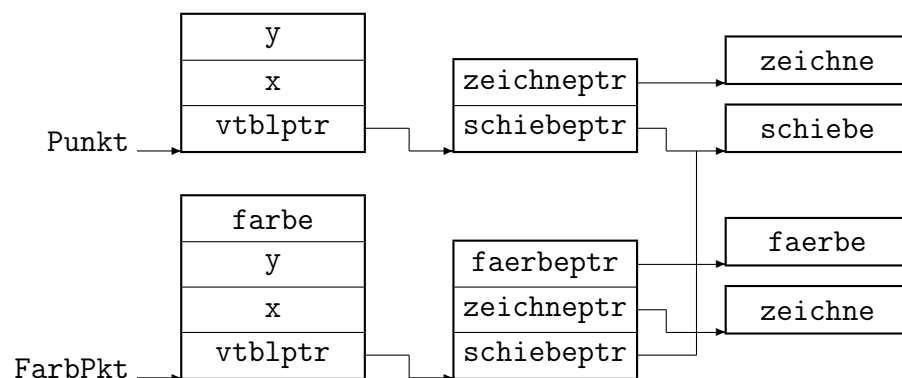 y
x
vtblptr
Punkt
zeichneptr
schiebeptr
zeichne
schiebe
farbe
y
x
vtblptr
FarbPkt
faerbeptr
zeichneptr
schiebeptr
faerbe
zeichne